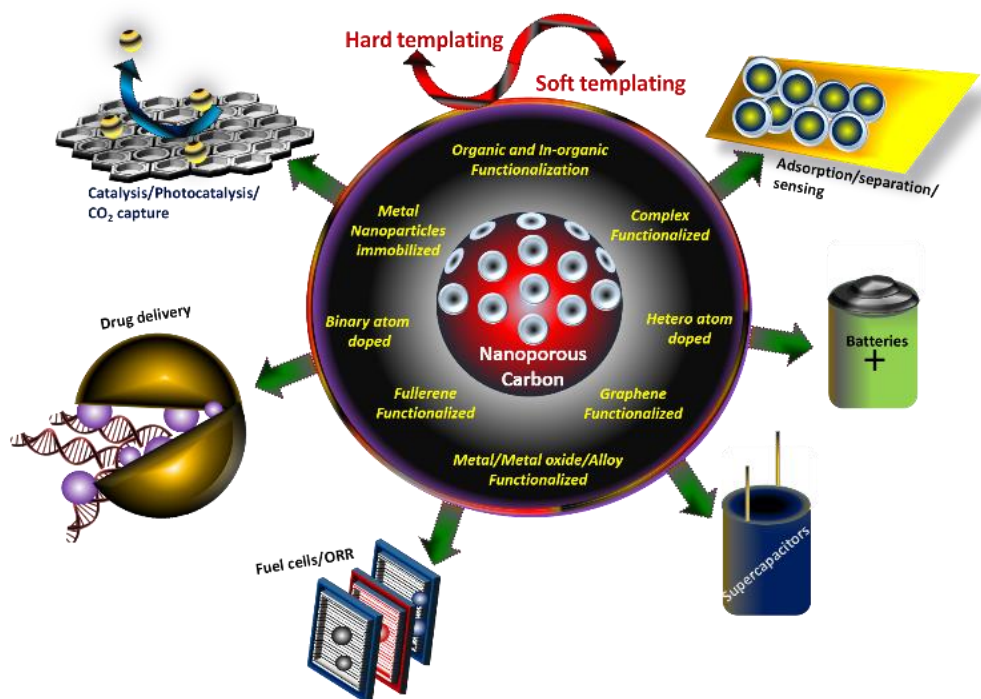 Hard templating
Soft templating
Catalysis/Photocatalysis/
CO₂ capture
Adsorption/separation/
sensing
Organic and In-organic
Functionalization
Metal
Nanoparticles
immobilized
Complex
Functionalized
Binary atom
doped
Hetero atom
doped
Nanoporous
Carbon
Fullerene
Functionalized
Graphene
Functionalized
Metal/Metal oxide/Alloy
Functionalized
Drug delivery
Batteries
+
Fuel cells/ORR
Supercapacitors